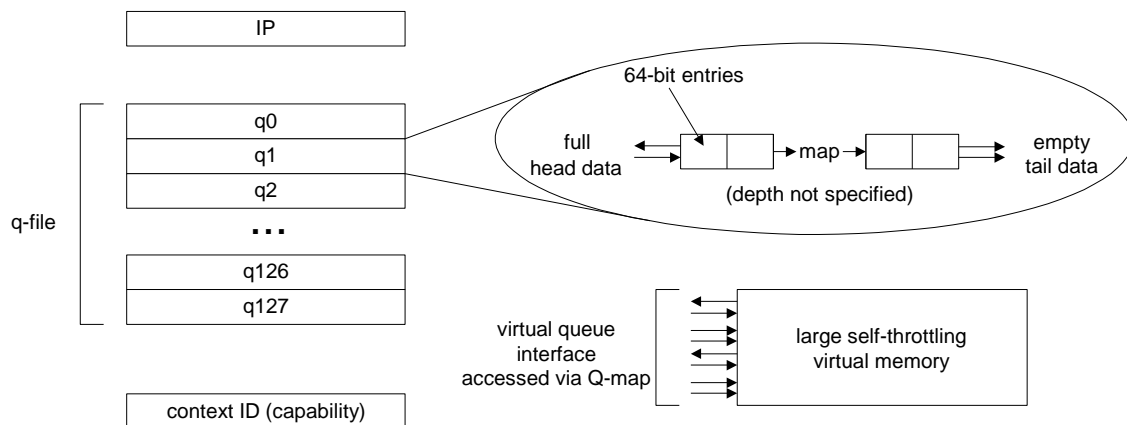 IP
q-file
q0
q1
q2
...
q126
q127
context ID (capability)
64-bit entries
full
head data
map
empty
tail data
(depth not specified)
virtual queue
interface
accessed via Q-map
large self-throttling
virtual memory